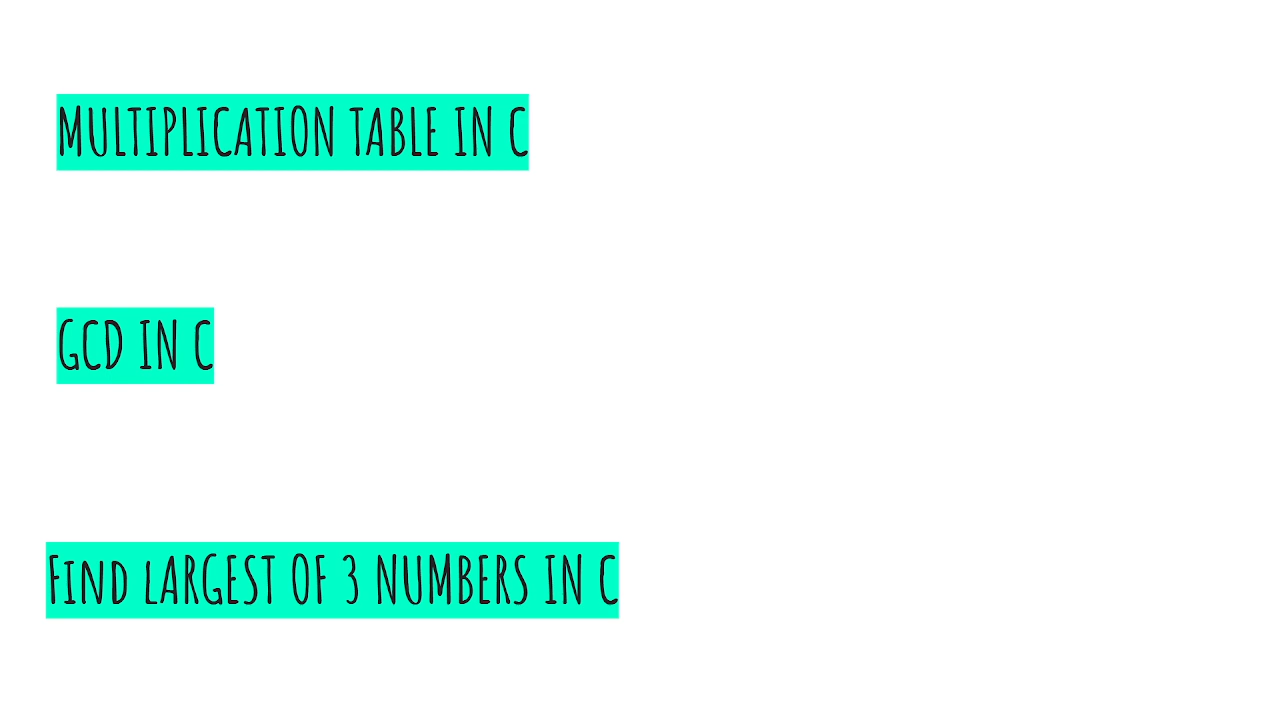 MULTIPLICATION TABLE IN C
GCD IN C
Find lARGEST OF 3 NUMBERS IN C